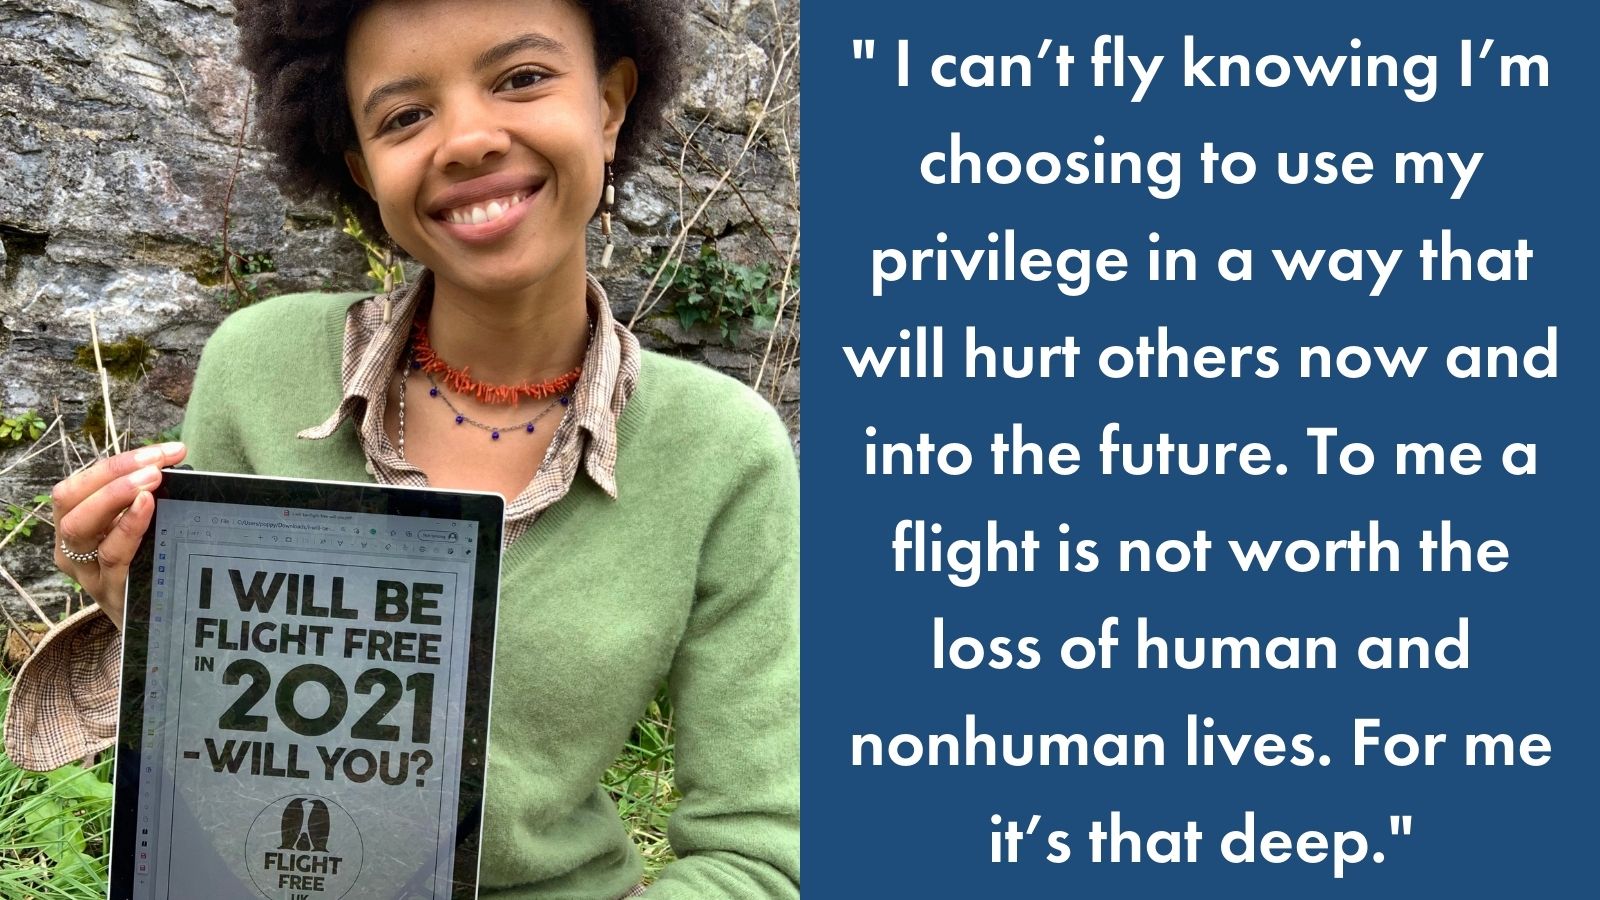 I WILL BE
FLIGHT FREE
IN 2021
-WILL YOU?
FLIGHT
FREE
UK
" I can’t fly knowing I’m
choosing to use my
privilege in a way that
will hurt others now and
into the future. To me a
flight is not worth the
loss of human and
nonhuman lives. For me
it’s that deep."